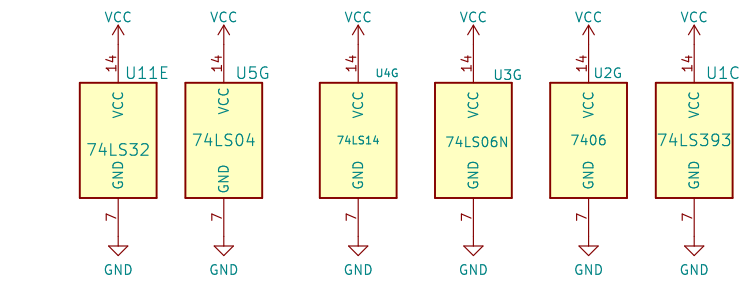 VCC VCC VCC VCC VCC VCC
14 14 14 14 14 14
U11E U5G U4G U3G U2G U1C
VCC VCC VCC VCC VCC VCC
74LS32 74LS04 74LS14 74LS06N 7406 74LS393
GND GND GND GND GND GND
7 7 7 7 7 7
GND GND GND GND GND GND